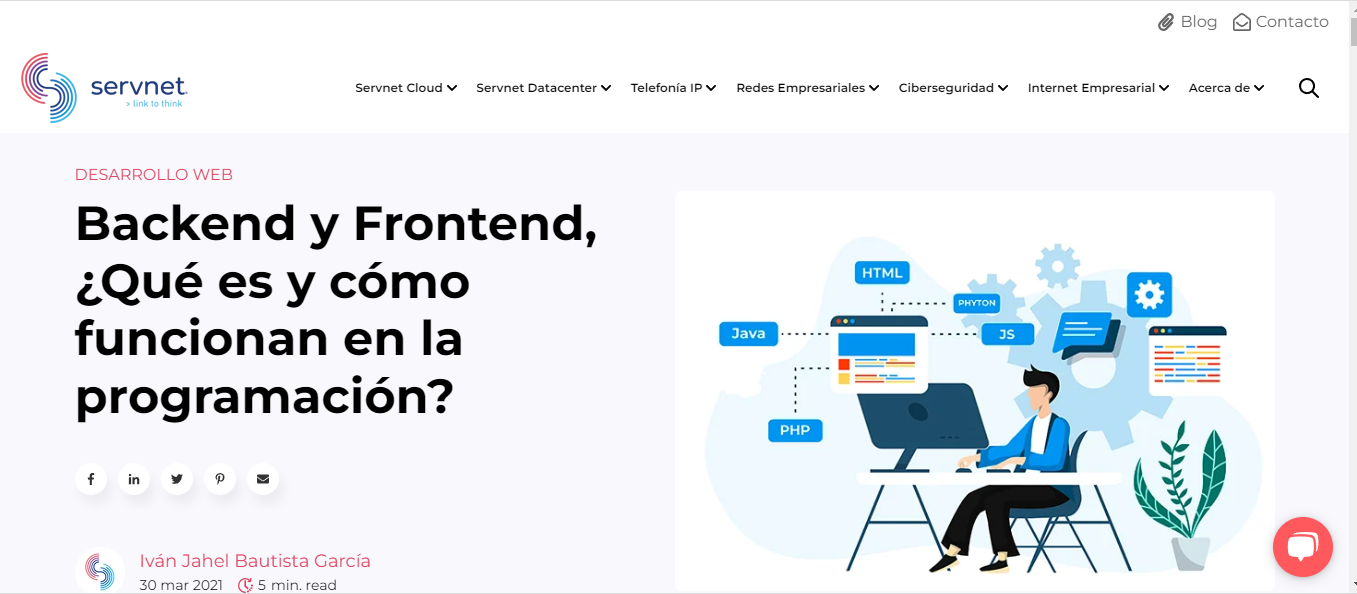 Blog Contacto
servnet
> link to think
Servnet Cloud Servnet Datacenter Telefonía IP Redes Empresariales Ciberseguridad Internet Empresarial Acerca de
DESARROLLO WEB
Backend y Frontend,
¿Qué es y cómo
funcionan en la
programación?
HTML
PHYTON
Java
JS
PHP
Iván Jahel Bautista García
30 mar 2021 5 min. read